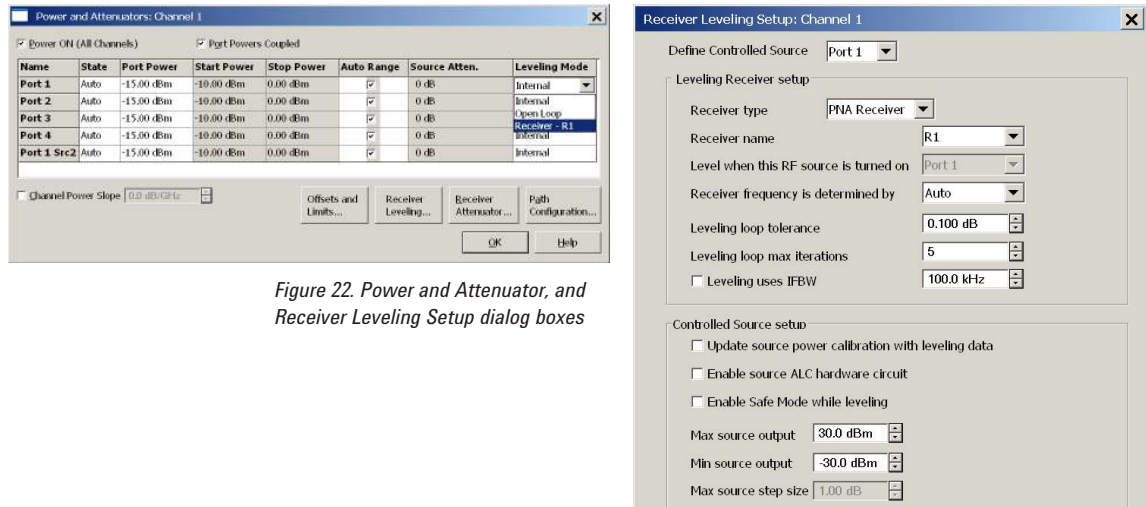 Power and Attenuators: Channel 1
Power ON (All Channels) Port Powers Coupled
Name State Port Power Start Power Stop Power Auto Range Source Atten. Leveling Mode
Port 1 Auto -15.00 dBm -10.00 dBm 0.00 dBm 0 dB Internal
Port 2 Auto -15.00 dBm -10.00 dBm 0.00 dBm 0 dB Internal
Open Loop
Port 3 Auto -15.00 dBm -10.00 dBm 0.00 dBm 0 dB
Receiver - R1
Port 4 Auto -15.00 dBm -10.00 dBm 0.00 dBm 0 dB Internal
Port 1 Src2 Auto -15.00 dBm -10.00 dBm 0.00 dBm 0 dB Internal
Channel Power Slope 0.0 dB/GHz
Offsets and Limits...
Receiver Leveling...
Receiver Attenuator...
Path Configuration...
OK Help
Figure 22. Power and Attenuator, and
Receiver Leveling Setup dialog boxes
Receiver Leveling Setup: Channel 1
Define Controlled Source Port 1
Leveling Receiver setup
Receiver type PNA Receiver
Receiver name R1
Level when this RF source is turned on Port 1
Receiver frequency is determined by Auto
Leveling loop tolerance 0.100 dB
Leveling loop max iterations 5
Leveling uses IFBW 100.0 kHz
Controlled Source setup
Update source power calibration with leveling data
Enable source ALC hardware circuit
Enable Safe Mode while leveling
Max source output 30.0 dBm
Min source output -30.0 dBm
Max source step size 1.00 dB